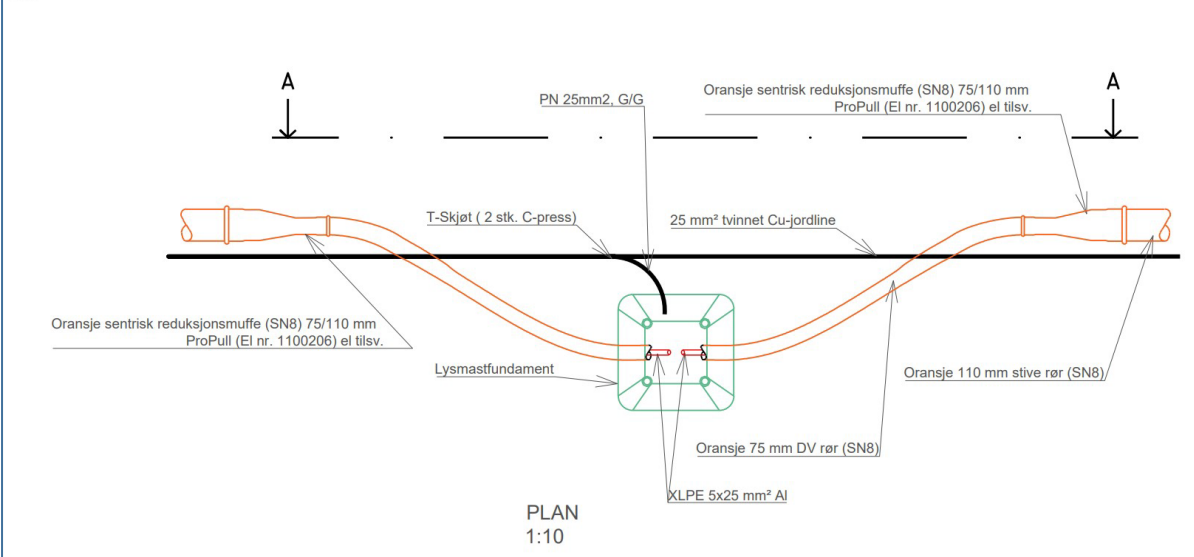 A
A
PN 25mm2, G/G
Oransje sentrisk reduksjonsmuffe (SN8) 75/110 mm
ProPull (El nr. 1100206) el tilsv.
T-Skjøt ( 2 stk. C-press)
25 mm² tvinnet Cu-jordline
Oransje sentrisk reduksjonsmuffe (SN8) 75/110 mm
ProPull (El nr. 1100206) el tilsv.
Lysmastfundament
Oransje 110 mm stive rør (SN8)
Oransje 75 mm DV rør (SN8)
XLPE 5x25 mm² Al
PLAN
1:10